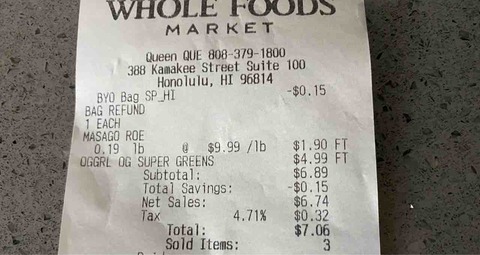 WHOLE FOODS
MARKET
Queen QUE 808-379-1800
388 Kamakee Street Suite 100
Honolulu, HI 96814
BYO Bag SP_HI -$0.15
BAG REFUND
1 EACH
MASAGO ROE
0.19 lb @ $9.99 /lb $1.90 FT
OGGRL OG SUPER GREENS $4.99 FT
Subtotal: $6.89
Total Savings: -$0.15
Net Sales: $6.74
Tax 4.71% $0.32
Total: $7.06
Sold Items: 3